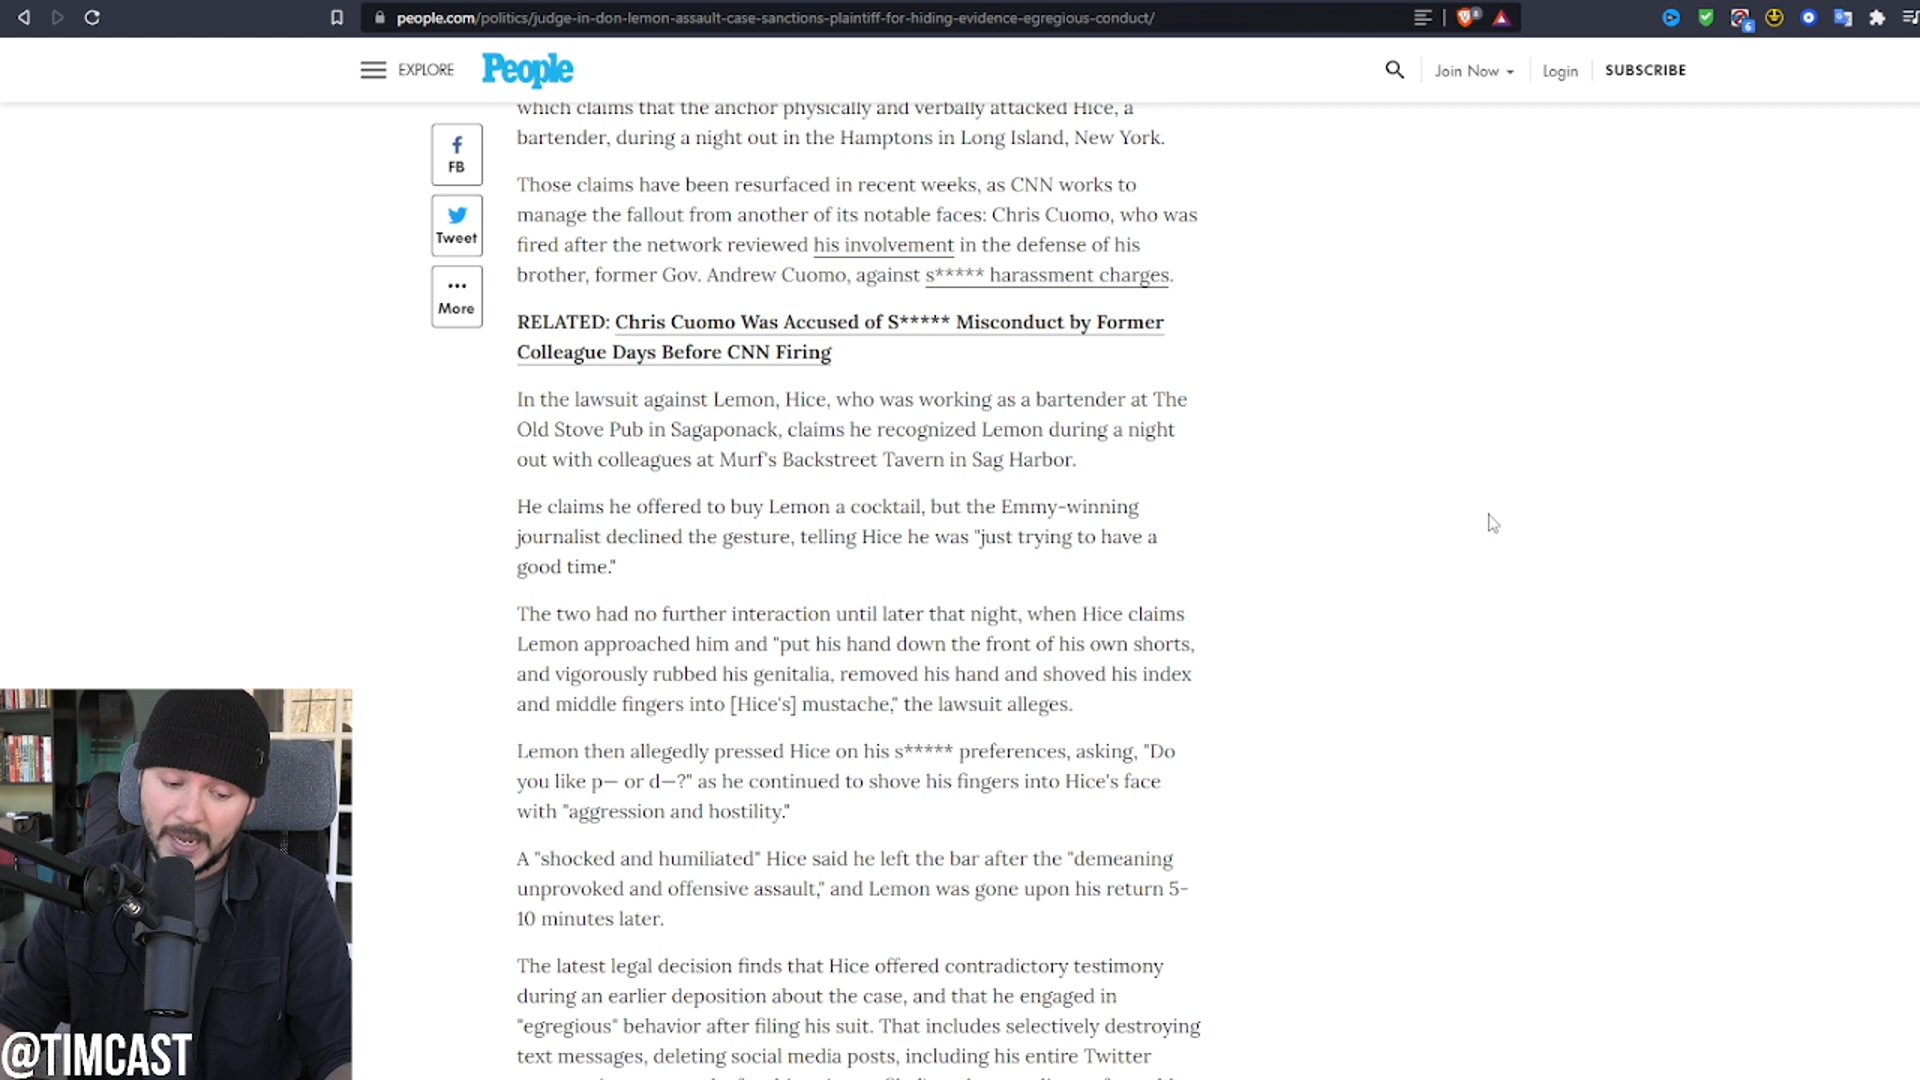 people.com/politics/judge-in-don-lemon-assault-case-sanctions-plaintiff-for-hiding-evidence-egregious-conduct/
6
EXPLORE
People
Join Now
Login
SUBSCRIBE
FB
Tweet
More
which claims that the anchor physically and verbally attacked Hice, a
bartender, during a night out in the Hamptons in Long Island, New York.
Those claims have been resurfaced in recent weeks, as CNN works to
manage the fallout from another of its notable faces: Chris Cuomo, who was
fired after the network reviewed his involvement in the defense of his
brother, former Gov. Andrew Cuomo, against s***** harassment charges.
RELATED: Chris Cuomo Was Accused of S***** Misconduct by Former
Colleague Days Before CNN Firing
In the lawsuit against Lemon, Hice, who was working as a bartender at The
Old Stove Pub in Sagaponack, claims he recognized Lemon during a night
out with colleagues at Murf's Backstreet Tavern in Sag Harbor.
He claims he offered to buy Lemon a cocktail, but the Emmy-winning
journalist declined the gesture, telling Hice he was "just trying to have a
good time."
The two had no further interaction until later that night, when Hice claims
Lemon approached him and "put his hand down the front of his own shorts,
and vigorously rubbed his genitalia, removed his hand and shoved his index
and middle fingers into [Hice's] mustache," the lawsuit alleges.
Lemon then allegedly pressed Hice on his s***** preferences, asking, "Do
you like p— or d—?" as he continued to shove his fingers into Hice's face
with "aggression and hostility."
A "shocked and humiliated" Hice said he left the bar after the "demeaning
unprovoked and offensive assault," and Lemon was gone upon his return 5-
10 minutes later.
The latest legal decision finds that Hice offered contradictory testimony
during an earlier deposition about the case, and that he engaged in
"egregious" behavior after filing his suit. That includes selectively destroying
text messages, deleting social media posts, including his entire Twitter
@TIMCAST